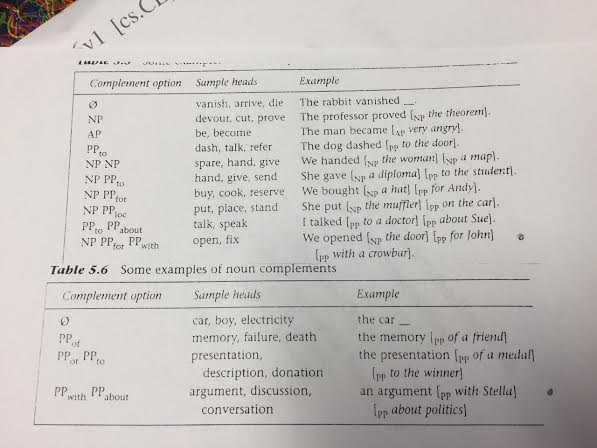 v1 [cs.CL
Complement option Sample heads Example
Ø vanish, arrive, die The rabbit vanished __.
NP devour, cut, prove The professor proved [NP the theorem].
AP be, become The man became [AP very angry].
PPto dash, talk, refer The dog dashed [PP to the door].
NP NP spare, hand, give We handed [NP the woman] [NP a map].
NP PPto hand, give, send She gave [NP a diploma] [PP to the student].
NP PPfor buy, cook, reserve We bought [NP a hat] [PP for Andy].
NP PPloc put, place, stand She put [NP the muffler] [PP on the car].
PPto PPabout talk, speak I talked [PP to a doctor] [PP about Sue].
NP PPfor PPwith open, fix We opened [NP the door] [PP for John]
[PP with a crowbar].
Table 5.6 Some examples of noun complements
Complement option Sample heads Example
Ø car, boy, electricity the car __
PPof memory, failure, death the memory [PP of a friend]
PPof PPto presentation, the presentation [PP of a medal]
description, donation [PP to the winner]
PPwith PPabout argument, discussion, an argument [PP with Stella]
conversation [PP about politics]